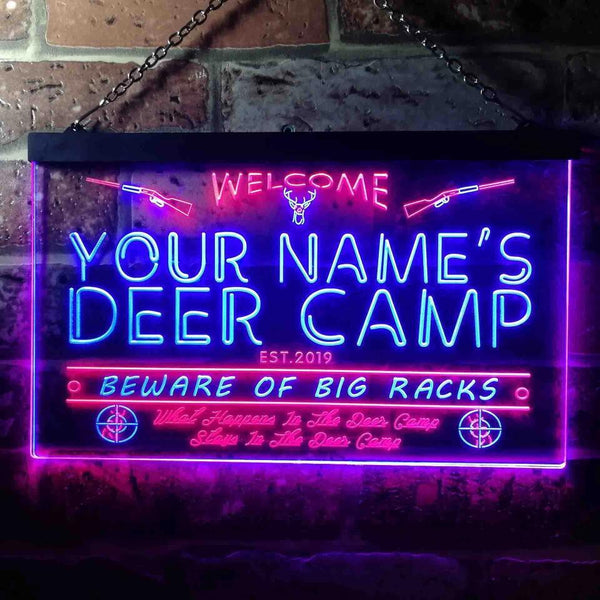 WELCOME
YOUR NAME'S
DEER CAMP
EST.2019
BEWARE OF BIG RACKS
What Happens In The Deer Camp
Stays In The Deer Camp